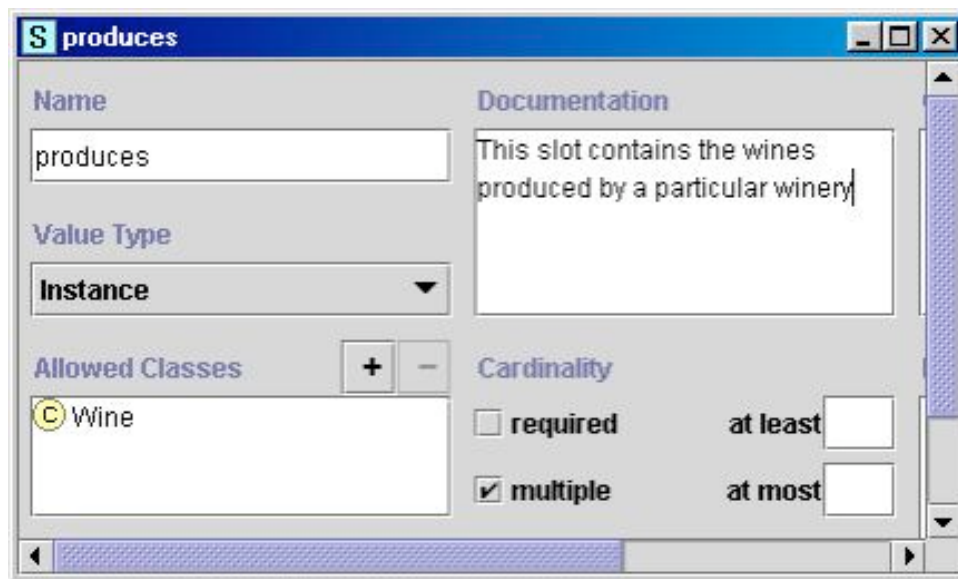 S produces
Name
produces
Value Type
Instance
Allowed Classes + −
C Wine
Documentation
This slot contains the wines
produced by a particular winery
Cardinality
required at least
multiple at most